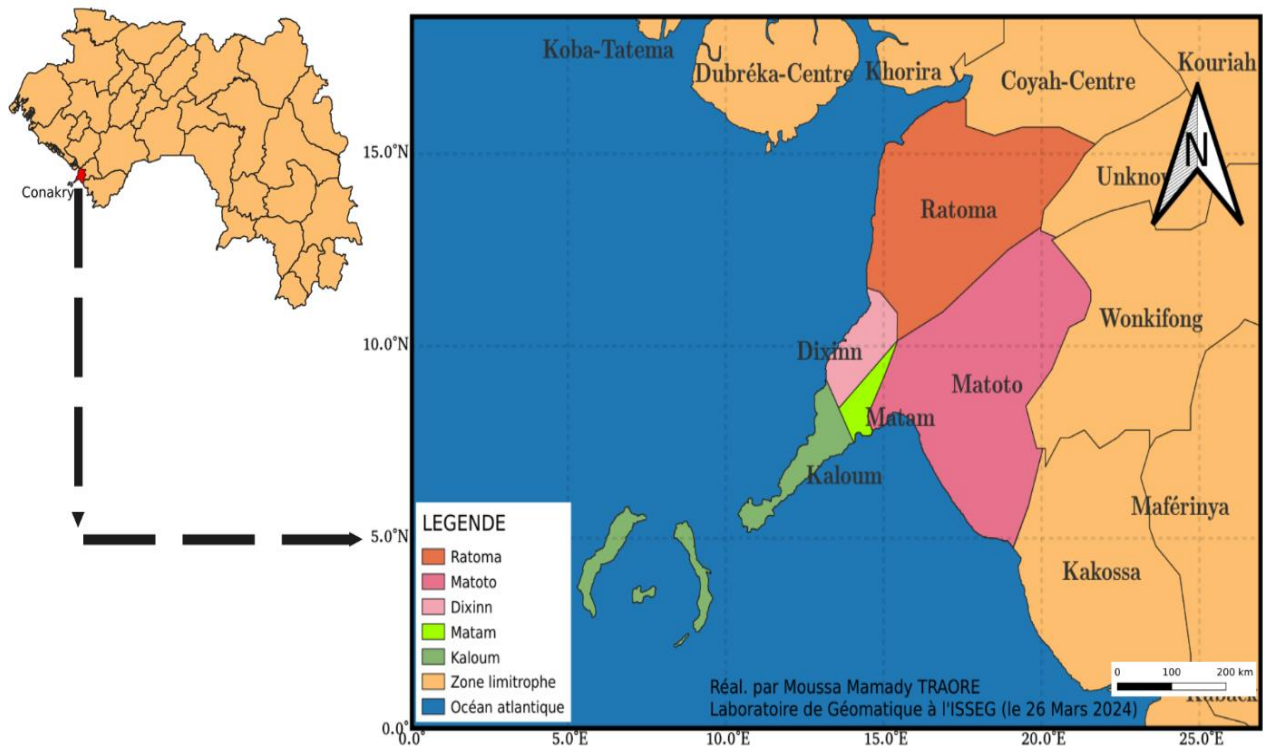 Conakry
Koba-Tatema
Dubréka-Centre
Khorira
Coyah-Centre
Kouriah
N
15.0°N
Ratoma
Wonkifong
10.0°N
Dixinn
Matoto
Matam
Kaloum
Maférinya
5.0°N
Kakossa
LEGENDE
Ratoma
Matoto
Dixinn
Matam
Kaloum
Zone limitrophe
Océan atlantique
0 100 200 km
Réal. par Moussa Mamady TRAORE
Laboratoire de Géomatique à l'ISSEG (le 26 Mars 2024)
0.0°
0.0° 5.0°E 10.0°E 15.0°E 20.0°E 25.0°E